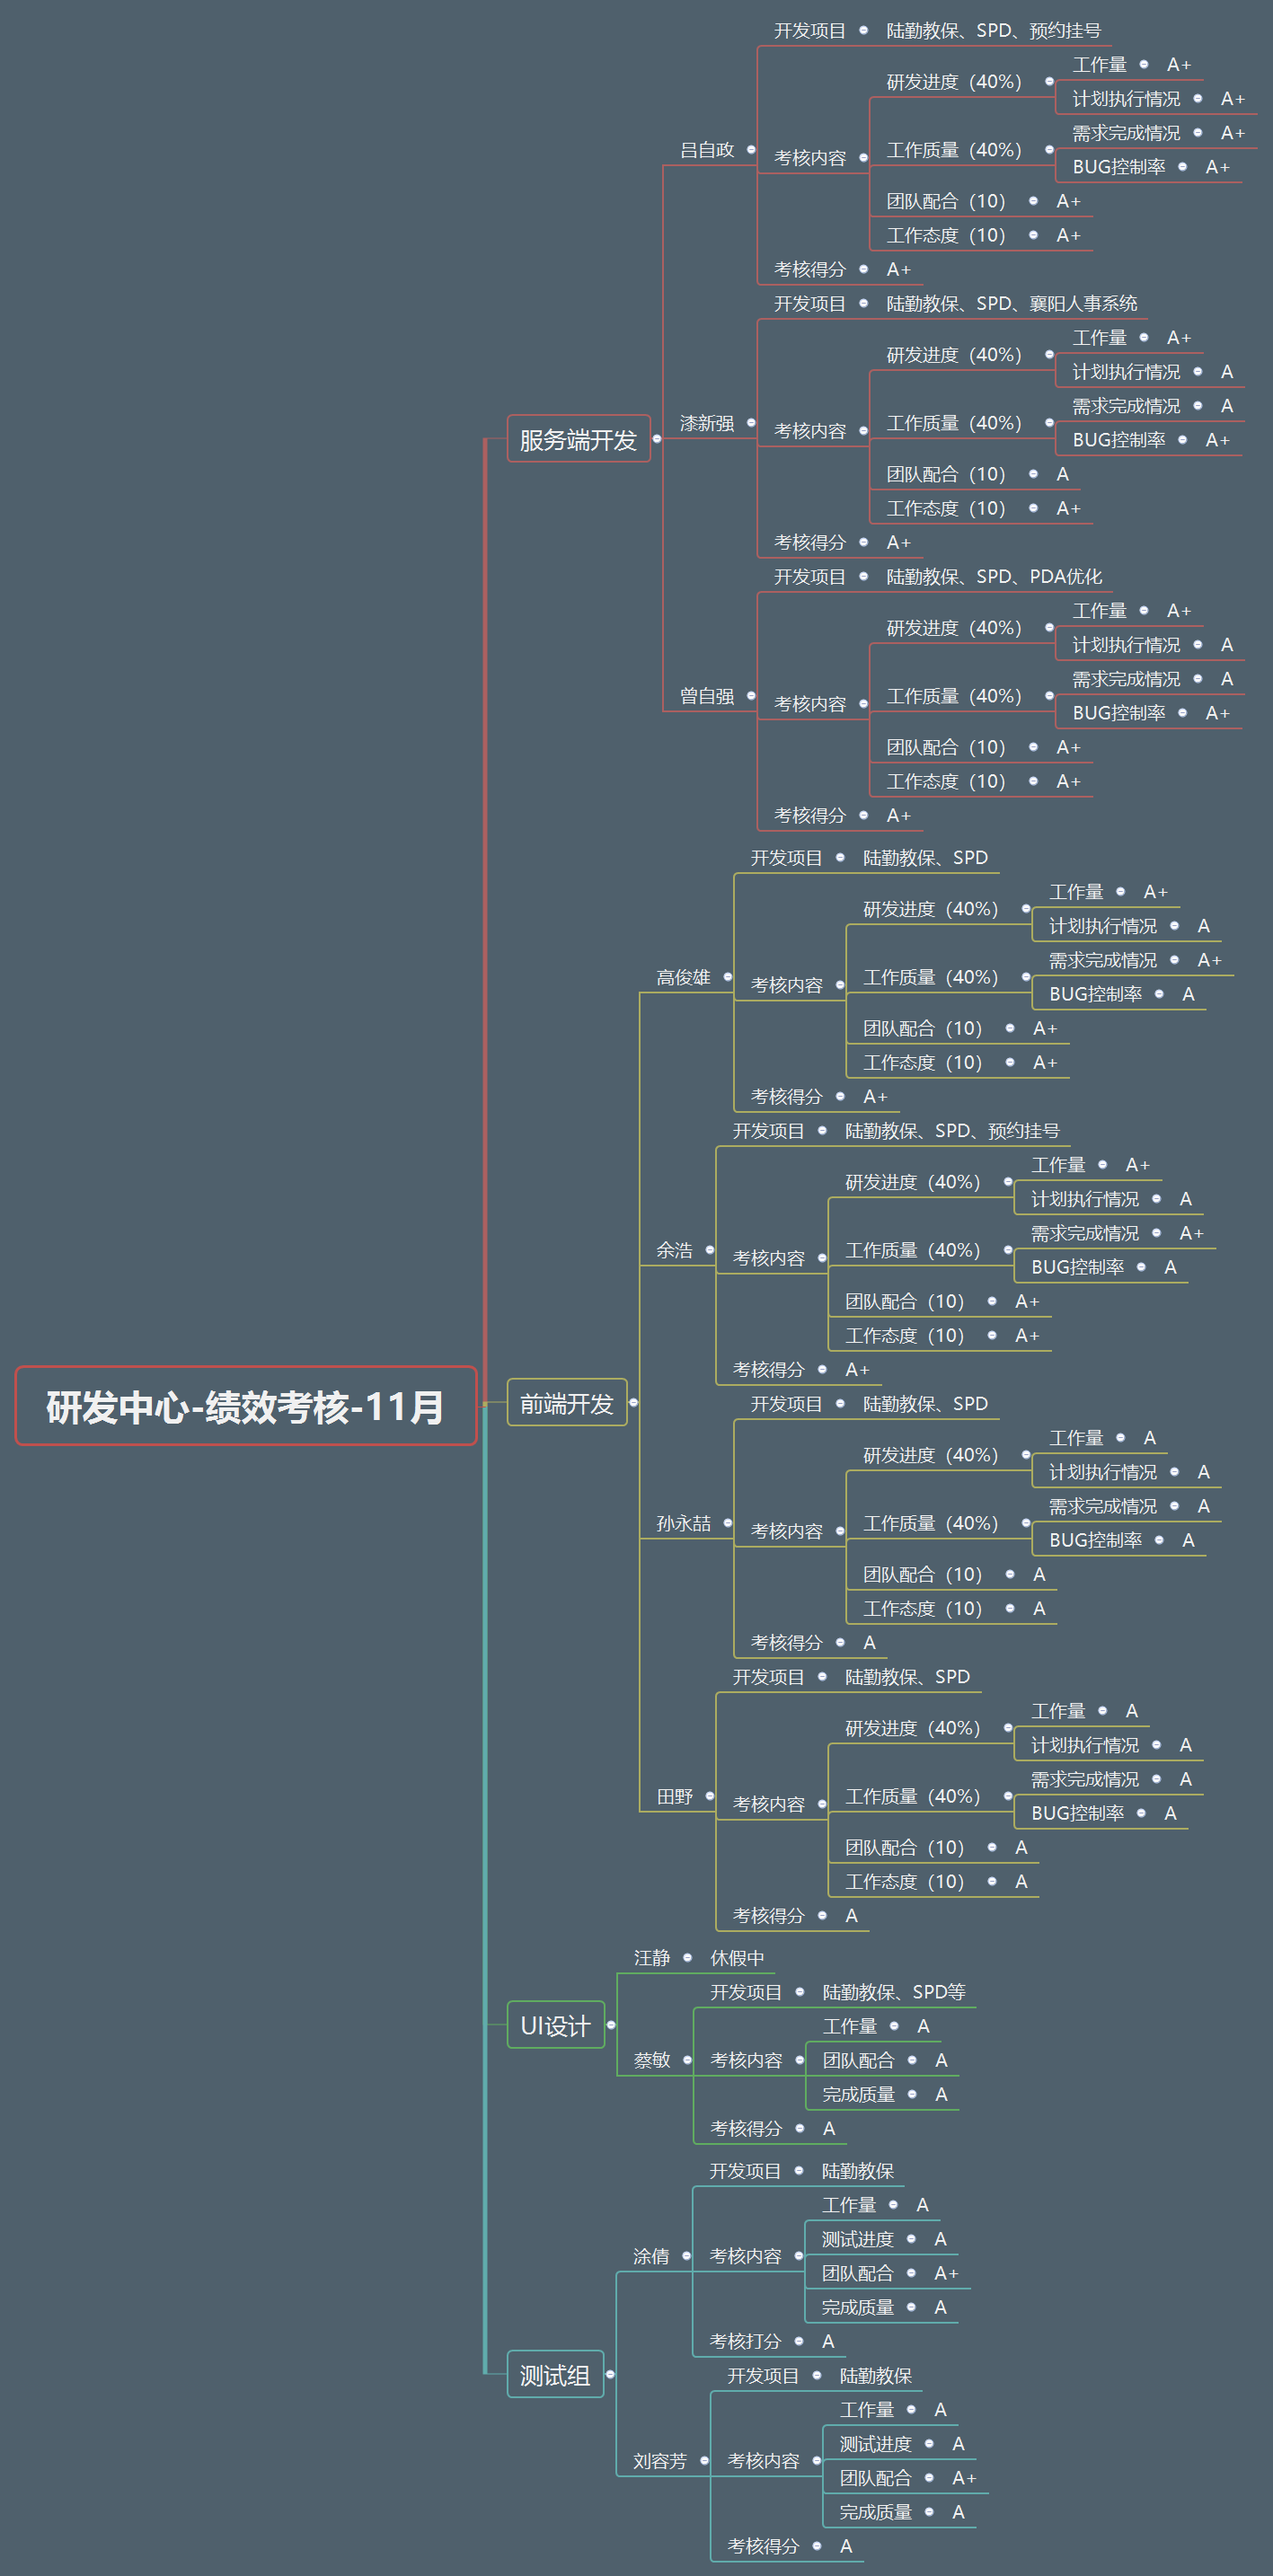 研发中心-绩效考核-11月
服务端开发
吕自政
开发项目 陆勤教保、SPD、预约挂号
考核内容
研发进度（40%）
工作量 A+
计划执行情况 A+
工作质量（40%）
需求完成情况 A+
BUG控制率 A+
团队配合（10） A+
工作态度（10） A+
考核得分 A+
漆新强
开发项目 陆勤教保、SPD、襄阳人事系统
考核内容
研发进度（40%）
工作量 A+
计划执行情况 A
工作质量（40%）
需求完成情况 A
BUG控制率 A+
团队配合（10） A
工作态度（10） A+
考核得分 A+
曾自强
开发项目 陆勤教保、SPD、PDA优化
考核内容
研发进度（40%）
工作量 A+
计划执行情况 A
工作质量（40%）
需求完成情况 A
BUG控制率 A+
团队配合（10） A+
工作态度（10） A+
考核得分 A+
前端开发
高俊雄
开发项目 陆勤教保、SPD
考核内容
研发进度（40%）
工作量 A+
计划执行情况 A
工作质量（40%）
需求完成情况 A+
BUG控制率 A
团队配合（10） A+
工作态度（10） A+
考核得分 A+
余浩
开发项目 陆勤教保、SPD、预约挂号
考核内容
研发进度（40%）
工作量 A+
计划执行情况 A
工作质量（40%）
需求完成情况 A+
BUG控制率 A
团队配合（10） A+
工作态度（10） A+
考核得分 A+
孙永喆
开发项目 陆勤教保、SPD
考核内容
研发进度（40%）
工作量 A
计划执行情况 A
工作质量（40%）
需求完成情况 A
BUG控制率 A
团队配合（10） A
工作态度（10） A
考核得分 A
田野
开发项目 陆勤教保、SPD
考核内容
研发进度（40%）
工作量 A
计划执行情况 A
工作质量（40%）
需求完成情况 A
BUG控制率 A
团队配合（10） A
工作态度（10） A
考核得分 A
UI设计
汪静 休假中
蔡敏
开发项目 陆勤教保、SPD等
考核内容
工作量 A
团队配合 A
完成质量 A
考核得分 A
测试组
涂倩
开发项目 陆勤教保
考核内容
工作量 A
测试进度 A
团队配合 A+
完成质量 A
考核打分 A
刘容芳
开发项目 陆勤教保
考核内容
工作量 A
测试进度 A
团队配合 A+
完成质量 A
考核得分 A